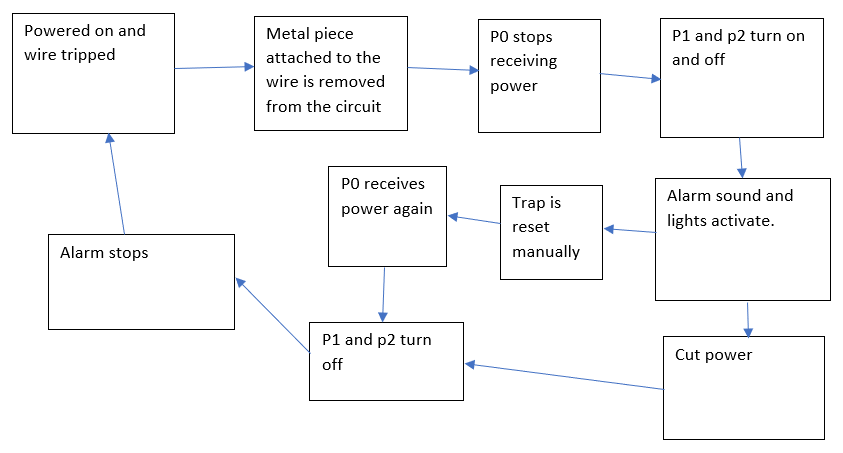 Powered on and
wire tripped
Metal piece
attached to the
wire is removed
from the circuit
P0 stops
receiving
power
P1 and p2 turn on
and off
Alarm sound and
lights activate.
Trap is
reset
manually
P0 receives
power again
Cut power
P1 and p2 turn
off
Alarm stops